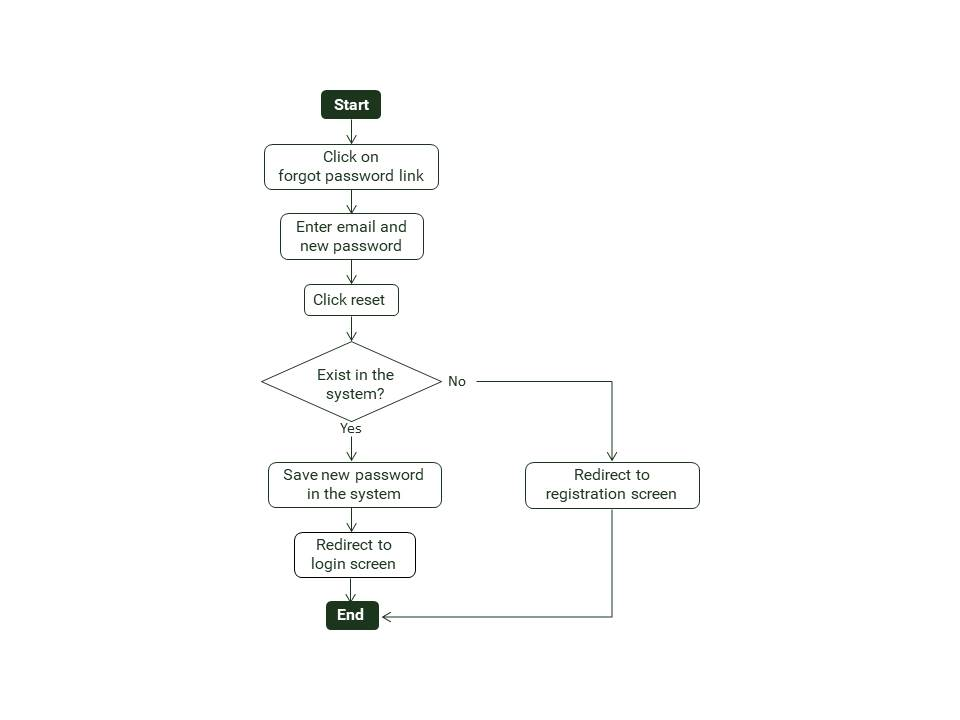 Start
Click on
forgot password link
Enter email and
new password
Click reset
Exist in the
system?
No
Yes
Save new password
in the system
Redirect to
registration screen
Redirect to
login screen
End